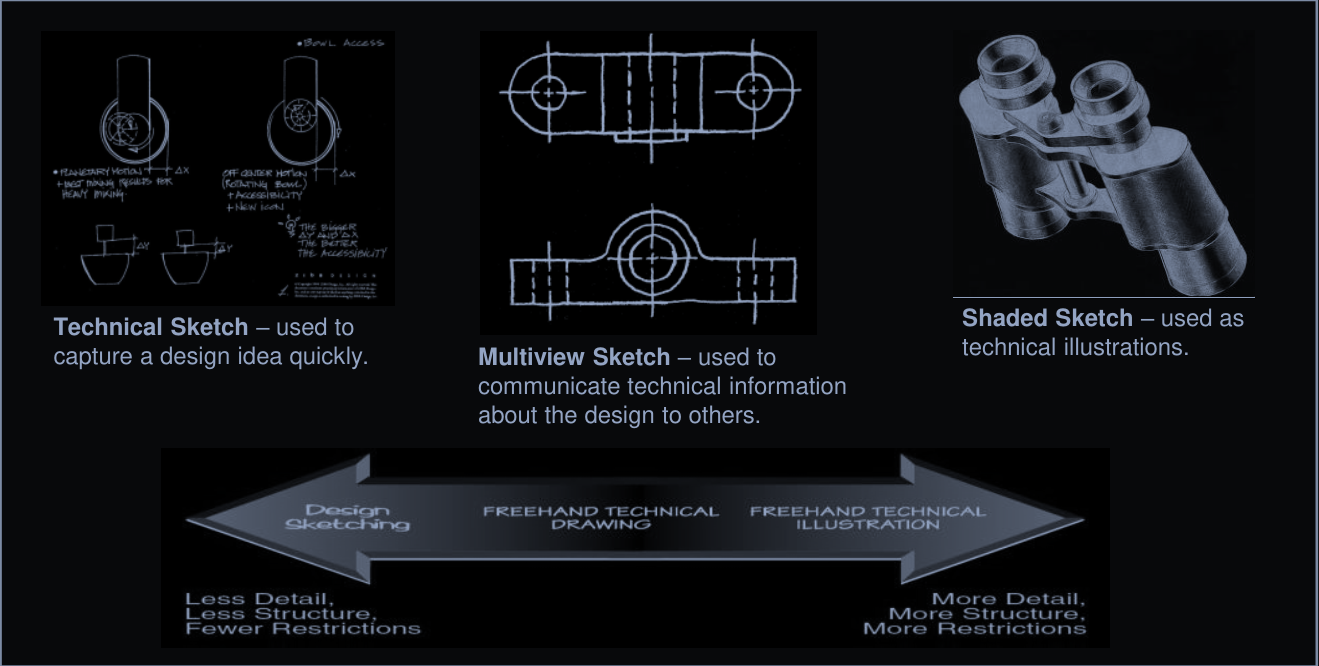 •BOWL ACCESS
•PLANETARY MOTION
+BEST MIXING RESULTS FOR
HEAVY MIXING.
ΔX
OFF CENTER MOTION
(ROTATING BOWL)
+ACCESSIBILITY
+NEW ICON
ΔX
ΔY
ΔY
THE BIGGER
ΔY AND ΔX
THE BETTER
THE ACCESSIBILITY
DESIGN
Technical Sketch – used to
capture a design idea quickly.
Multiview Sketch – used to
communicate technical information
about the design to others.
Shaded Sketch – used as
technical illustrations.
Design
Sketching
FREEHAND TECHNICAL
DRAWING
FREEHAND TECHNICAL
ILLUSTRATION
Less Detail,
Less Structure,
Fewer Restrictions
More Detail,
More Structure,
More Restrictions